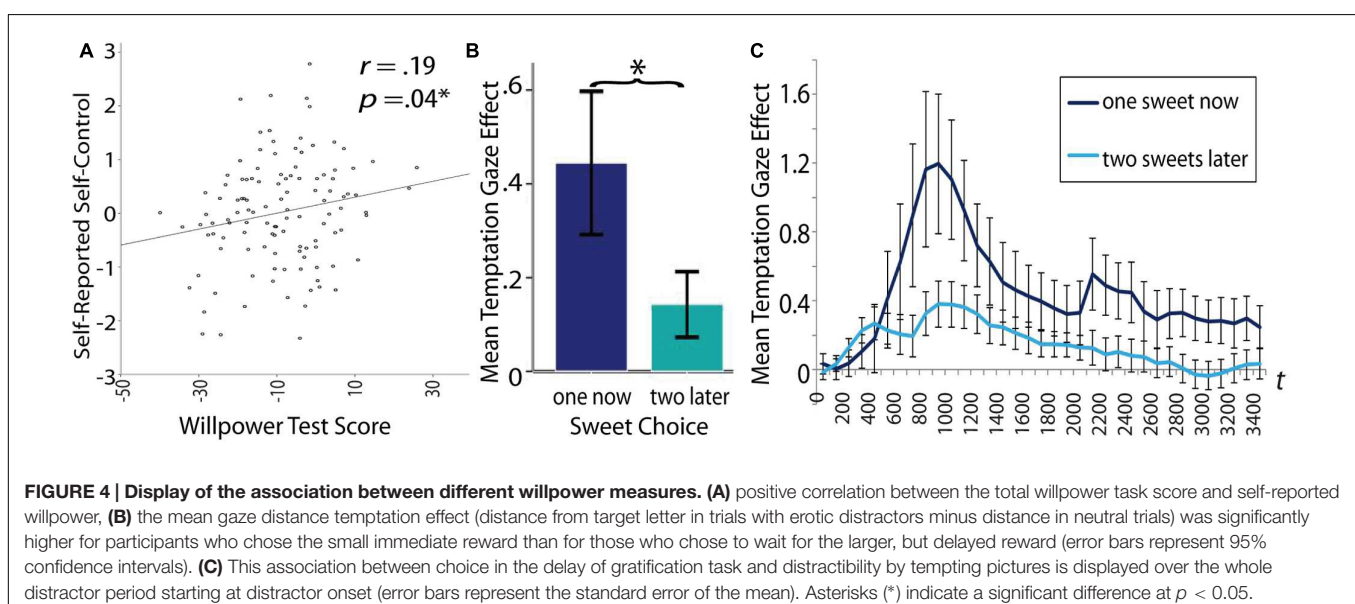 A
3
2
1
0
-1
-2
-3
Self-Reported Self-Control
r = .19
p =.04*
-50
-30
-10
10
30
Willpower Test Score
B
.6
.4
.2
0
Mean Temptation Gaze Effect
*
one now two later
Sweet Choice
C
1.6
1.2
0.8
0.4
0
Mean Temptation Gaze Effect
one sweet now
two sweets later
t
0
200
400
600
800
1000
1200
1400
1600
1800
2000
2200
2400
2600
2800
3000
3200
3400
FIGURE 4 | Display of the association between different willpower measures. (A) positive correlation between the total willpower task score and self-reported
willpower, (B) the mean gaze distance temptation effect (distance from target letter in trials with erotic distractors minus distance in neutral trials) was significantly
higher for participants who chose the small immediate reward than for those who chose to wait for the larger, but delayed reward (error bars represent 95%
confidence intervals). (C) This association between choice in the delay of gratification task and distractibility by tempting pictures is displayed over the whole
distractor period starting at distractor onset (error bars represent the standard error of the mean). Asterisks (*) indicate a significant difference at p < 0.05.